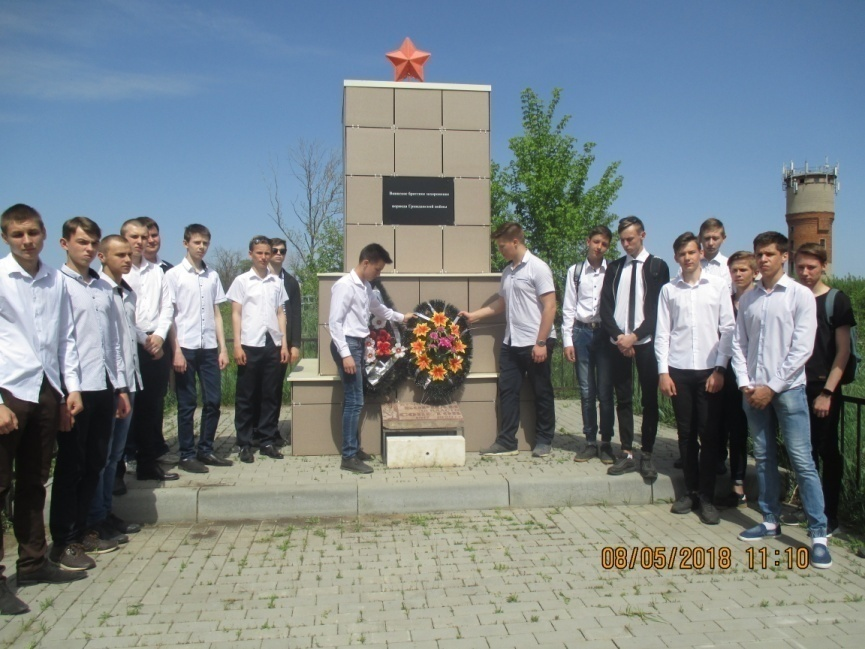 Воинское братское захоронение
периода Гражданской войны
08/05/2018 11:10